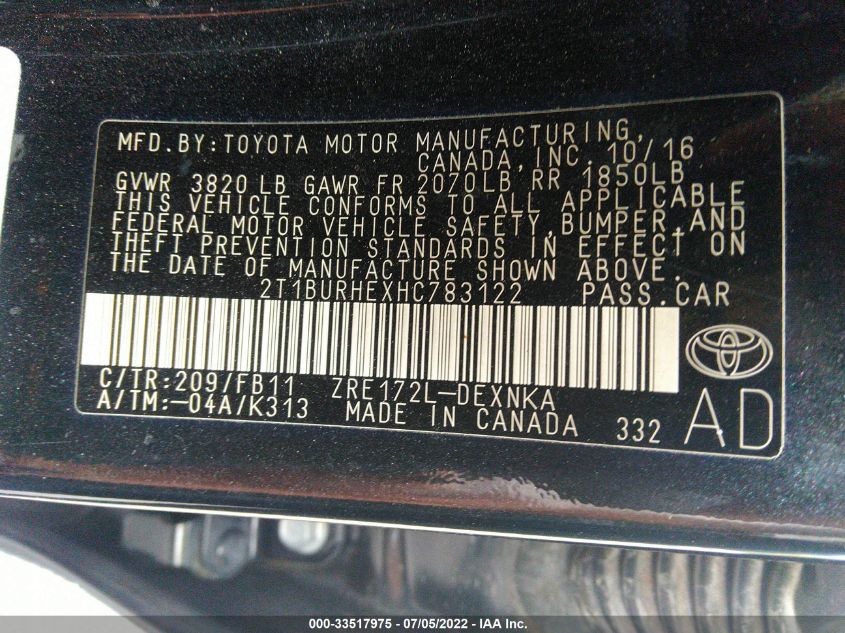 MFD.BY:TOYOTA MOTOR MANUFACTURING,
CANADA,INC. 10/16
GVWR 3820 LB GAWR FR 2070LB RR 1850LB
THIS VEHICLE CONFORMS TO ALL APPLICABLE
FEDERAL MOTOR VEHICLE SAFETY,BUMPER,AND
THEFT PREVENTION STANDARDS IN EFFECT ON
THE DATE OF MANUFACTURE SHOWN ABOVE.
2T1BURHEXHC783122 PASS.CAR
C/TR:209/FB11 ZRE172L-DEXNKA
A/TM:-04A/K313 MADE IN CANADA 332 AD
000-33517975 - 07/05/2022 - IAA Inc.